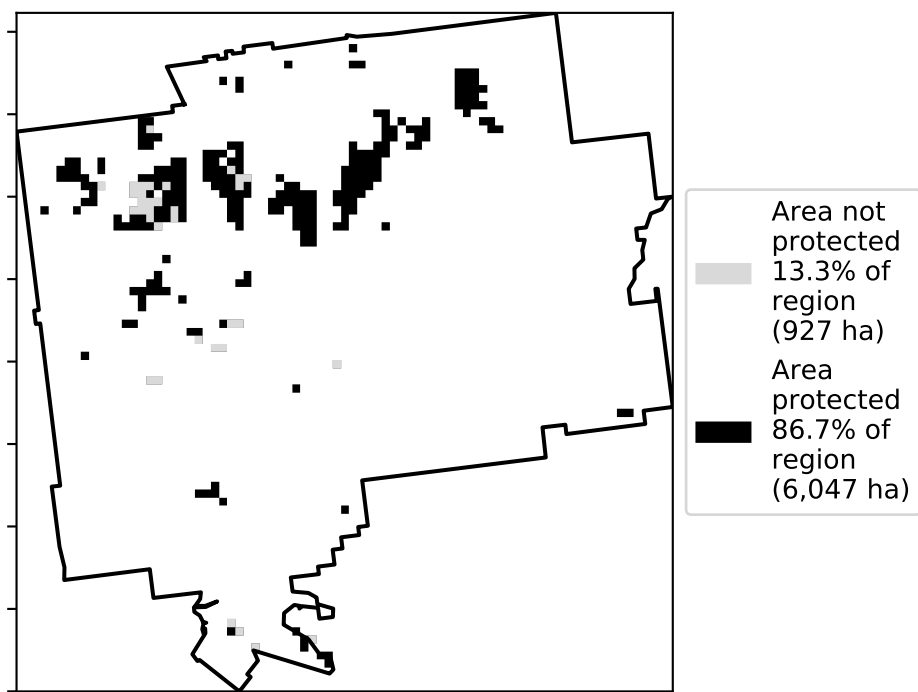 Area not
protected
13.3% of
region
(927 ha)
Area
protected
86.7% of
region
(6,047 ha)